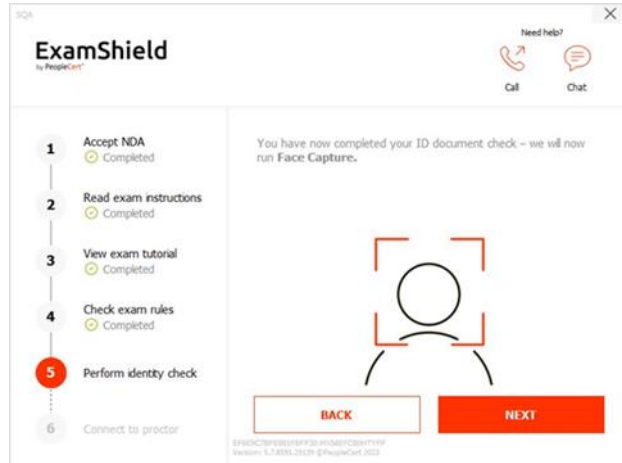 SQA
Need help?
ExamShield
by PeopleCert
Call
Chat
1
Accept NDA
Completed
2
Read exam instructions
Completed
3
View exam tutorial
Completed
4
Check exam rules
Completed
5
Perform identity check
6
Connect to proctor
You have now completed your ID document check – we will now
run Face Capture.
BACK
NEXT
©PeopleCert 2023